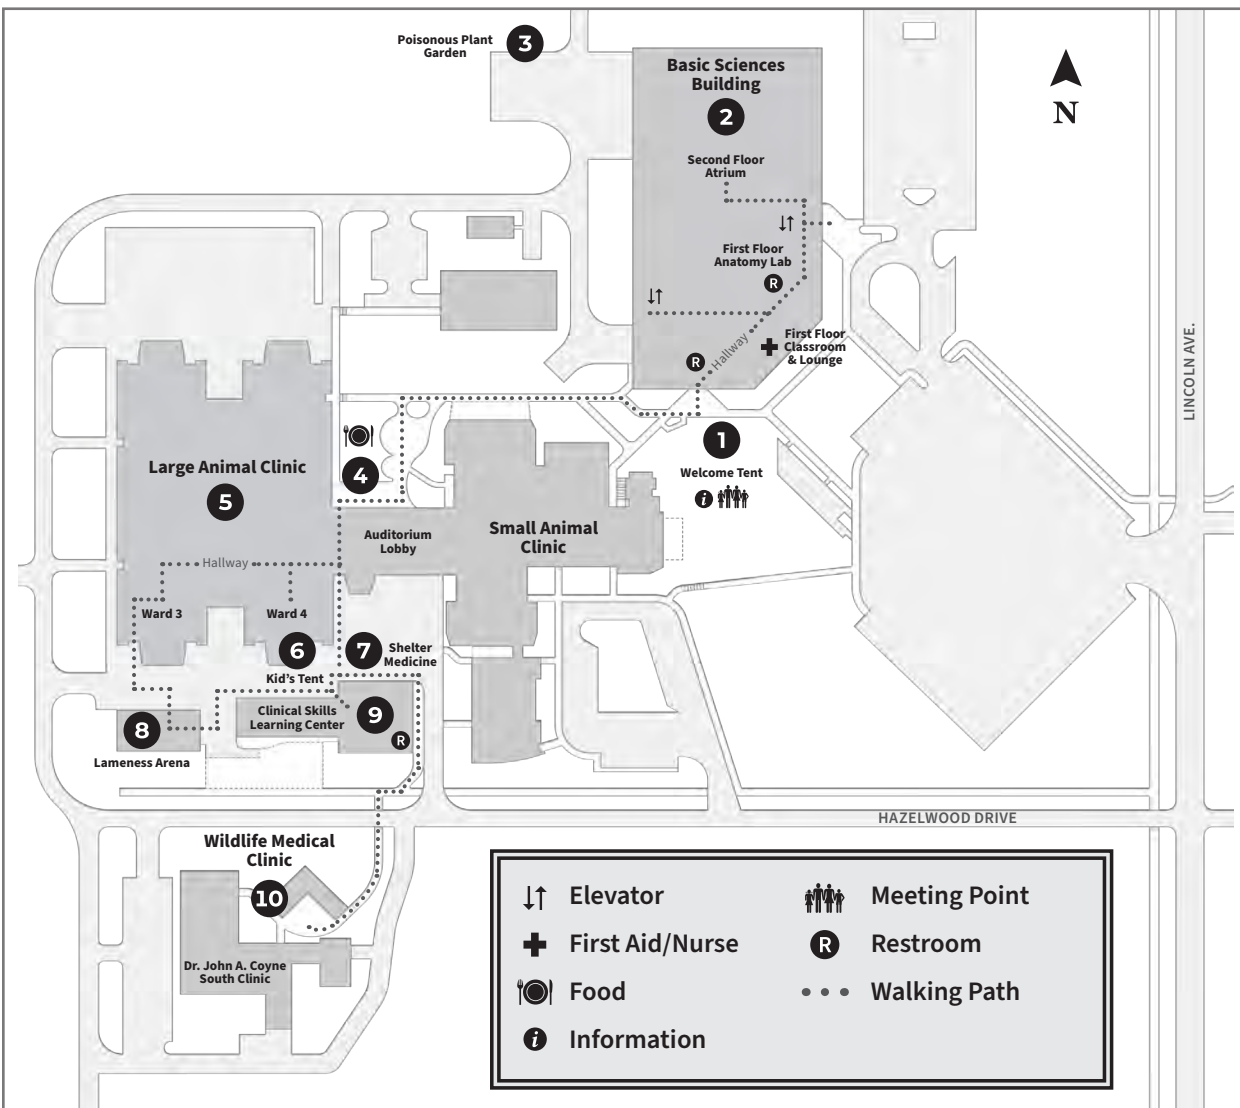 Poisonous Plant
Garden
3
Basic Sciences
Building
2
N
Second Floor
Atrium
First Floor
Anatomy Lab
R
First Floor
Classroom
& Lounge
Hallway
R
LINCOLN AVE.
1
Welcome Tent
i
4
Large Animal Clinic
5
Auditorium
Lobby
Small Animal
Clinic
Hallway
Ward 3
Ward 4
6
Kid's Tent
7
Shelter
Medicine
8
Lameness Arena
Clinical Skills
Learning Center
9
R
HAZELWOOD DRIVE
Wildlife Medical
Clinic
10
Dr. John A. Coyne
South Clinic
Elevator
First Aid/Nurse
Food
i Information
Meeting Point
R Restroom
Walking Path